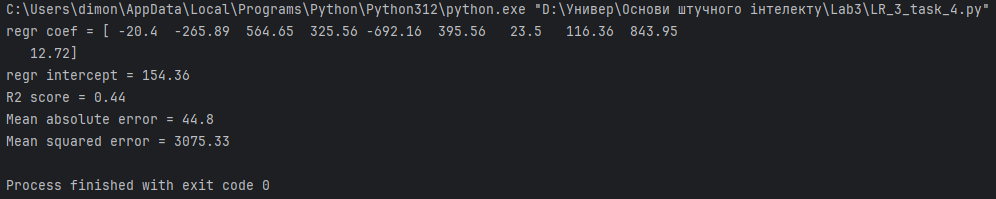 C:\Users\dimon\AppData\Local\Programs\Python\Python312\python.exe "D:\Универ\Основи штучного інтелекту\Lab3\LR_3_task_4.py"
regr coef = [ -20.4  -265.89  564.65  325.56 -692.16  395.56   23.5   116.36  843.95
   12.72]
regr intercept = 154.36
R2 score = 0.44
Mean absolute error = 44.8
Mean squared error = 3075.33
Process finished with exit code 0